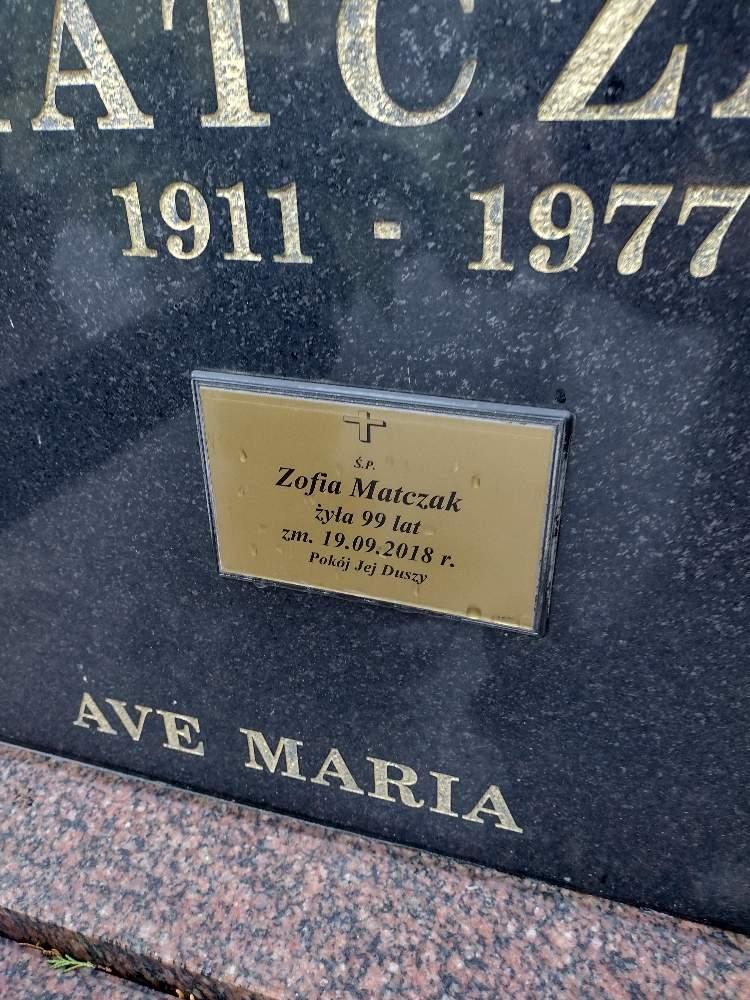 ATCZA
1911 - 1977
Ś.P.
Zofia Matczak
żyła 99 lat
zm. 19.09.2018 r.
Pokój Jej Duszy
AVE MARIA